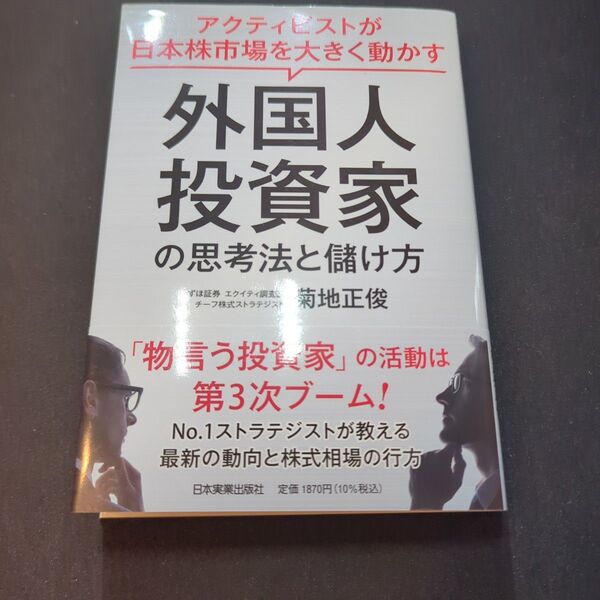 アクティビストが
日本株市場を大きく動かす
外国人
投資家
の思考法と儲け方
ずほ証券 エクイティ調査
チーフ株式ストラテジスト
菊地正俊
「物言う投資家」の活動は
第3次ブーム!
No.1ストラテジストが教える
最新の動向と株式相場の行方
日本実業出版社 定価1870円(10%税込)